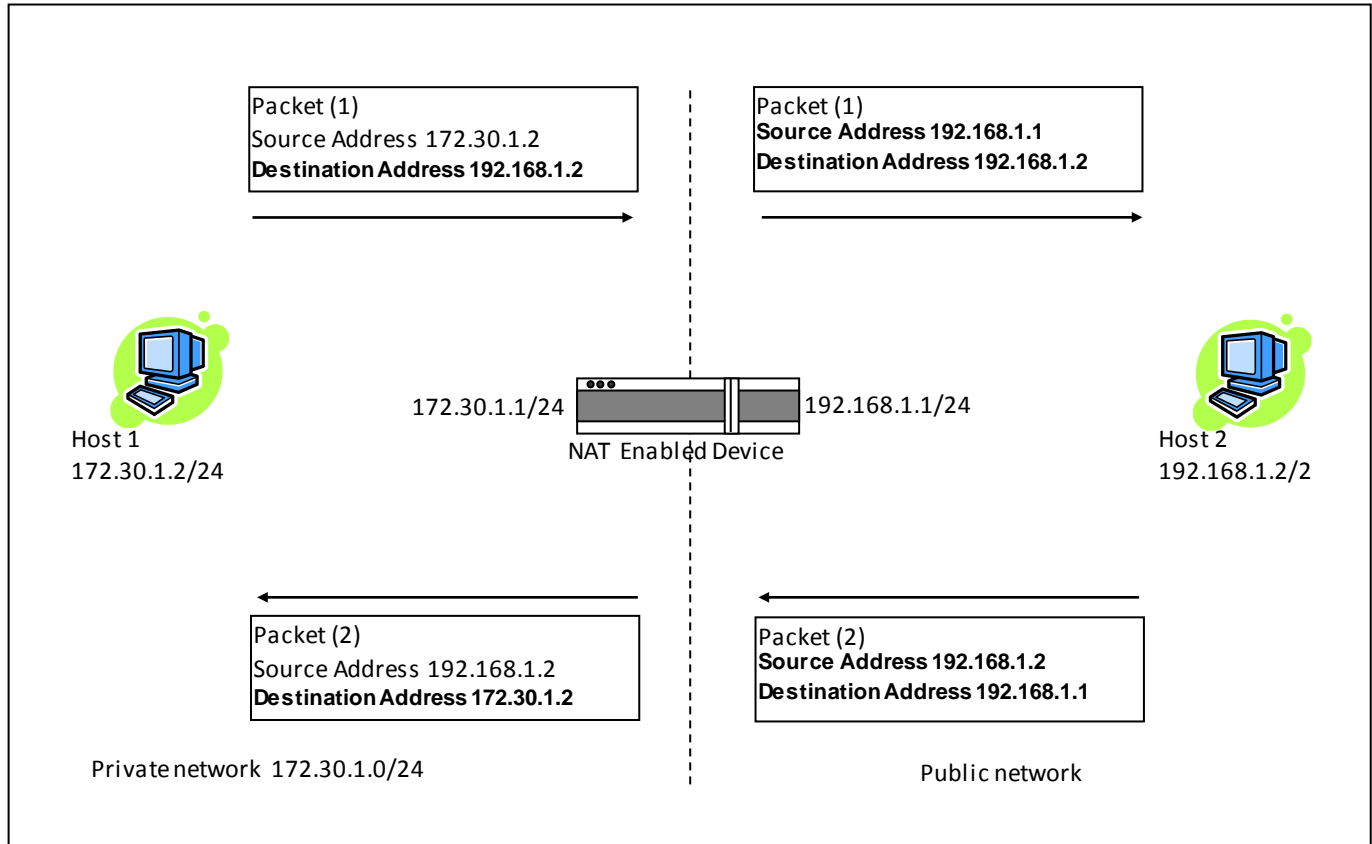 Packet (1)
Source Address 172.30.1.2
Destination Address 192.168.1.2
Packet (1)
Source Address 192.168.1.1
Destination Address 192.168.1.2
172.30.1.1/24
192.168.1.1/24
NAT Enabled Device
Host 1
172.30.1.2/24
Host 2
192.168.1.2/2
Packet (2)
Source Address 192.168.1.2
Destination Address 172.30.1.2
Packet (2)
Source Address 192.168.1.2
Destination Address 192.168.1.1
Private network 172.30.1.0/24
Public network